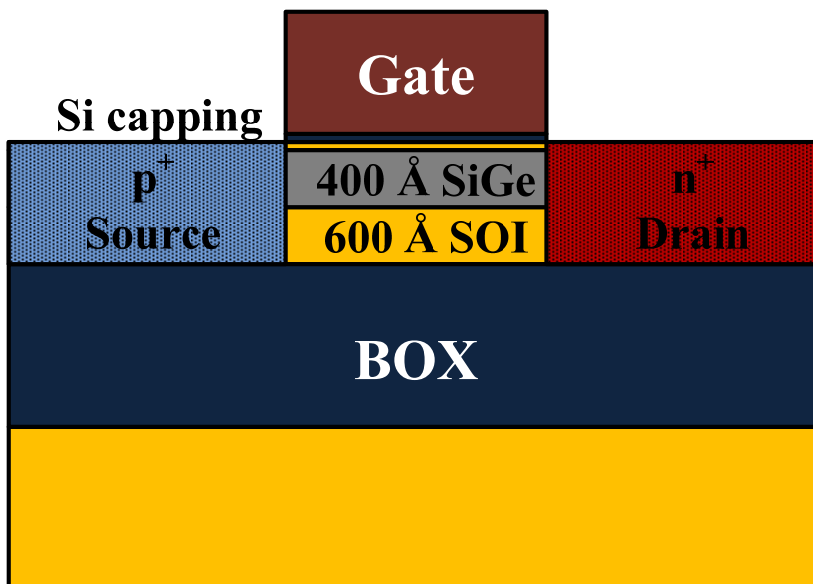 Gate
Si capping
p+
Source
400 Å SiGe
600 Å SOI
n+
Drain
BOX